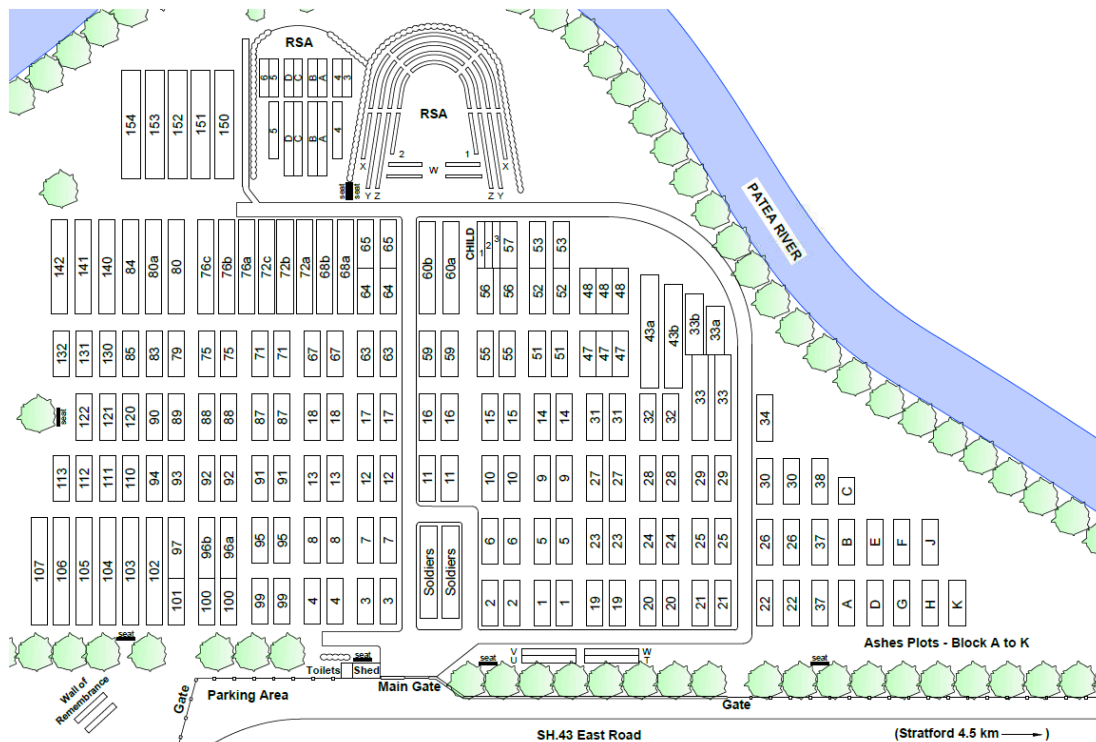 RSA
6 5 D C B A 4 3
RSA
154 153 152 151 150
5 D C B A 4
2 1
X W X
seat seat
Y Z Z Y
PATEA RIVER
142 141 140 84 80a 80 76c 76b 76a 72c 72b 72a 68b 68a 65 65
64 64
60b 60a CHILD 1 2 3 57 53 53
56 56 52 52 48 48 48
43a 43b 33b 33a
132 131 130 85 83 79 75 75 71 71 67 67 63 63 59 59 55 55 51 51 47 47 47
33 33
seat 122 121 120 90 89 88 88 87 87 18 18 17 17 16 16 15 15 14 14 31 31 32 32 34
113 112 111 110 94 93 92 92 91 91 13 13 12 12 11 11 10 10 9 9 27 27 28 28 29 29 30 30 38 C
107 106 105 104 103 102 97 96b 96a 95 95 8 8 7 7 Soldiers Soldiers 6 6 5 5 23 23 24 24 25 25 26 26 37 B E F J
101 100 100 99 99 4 4 3 3 2 2 1 1 19 19 20 20 21 21 22 22 37 A D G H K
Ashes Plots - Block A to K
seat seat seat seat
V W
U T
Toilets Shed
Wall of
Remembrance
Gate
Parking Area
Main Gate
Gate
SH.43 East Road
(Stratford 4.5 km )